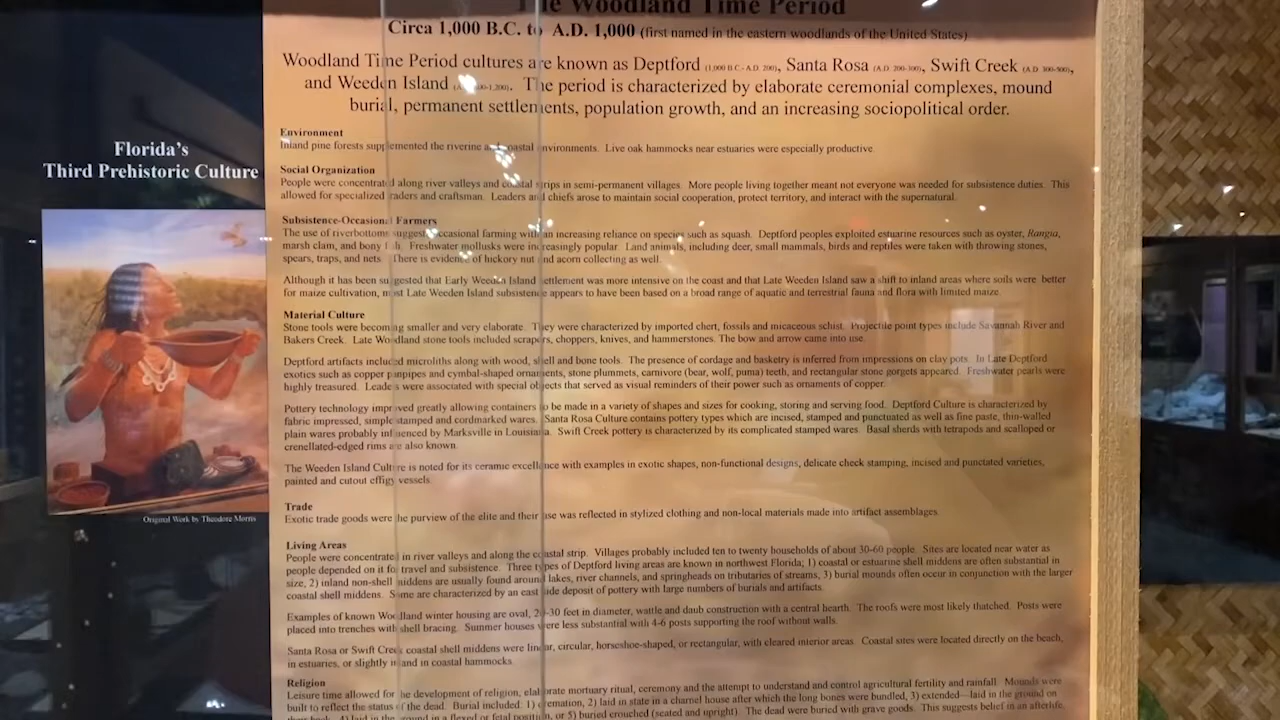 The Woodland Time Period
Circa 1,000 B.C. to A.D. 1,000 (first named in the eastern woodlands of the United States)
Woodland Time Period cultures are known as Deptford (1,000 B.C.-A.D. 200), Santa Rosa (A.D. 200-300), Swift Creek (A.D. 300-500),
and Weeden Island The period is characterized by elaborate ceremonial complexes, mound
burial, permanent settlements, population growth, and an increasing sociopolitical order.
Florida's
Third Prehistoric Culture
Original Work by Theodore Morris
Environment
Inland pine forests supplemented the riverine and coastal environments. Live oak hammocks near estuaries were especially productive.
Social Organization
People were concentrated along river valleys and coastal strips in semi-permanent villages. More people living together meant not everyone was needed for subsistence duties. This
allowed for specialized traders and craftsman. Leaders and chiefs arose to maintain social cooperation, protect territory, and interact with the supernatural.
Subsistence-Occasional Farmers
The use of riverbottoms suggests occasional farming with an increasing reliance on species such as squash. Deptford peoples exploited estuarine resources such as oyster, Rangia,
marsh clam, and bony fish. Freshwater mollusks were increasingly popular. Land animals, including deer, small mammals, birds and reptiles were taken with throwing stones,
spears, traps, and nets. There is evidence of hickory nut and acorn collecting as well.
Although it has been suggested that Early Weeden Island settlement was more intensive on the coast and that Late Weeden Island saw a shift to inland areas where soils were better
for maize cultivation, most Late Weeden Island subsistence appears to have been based on a broad range of aquatic and terrestrial fauna and flora with limited maize.
Material Culture
Stone tools were becoming smaller and very elaborate. They were characterized by imported chert, fossils and micaceous schist. Projectile point types include Savannah River and
Bakers Creek. Late Woodland stone tools included scrapers, choppers, knives, and hammerstones. The bow and arrow came into use.
Deptford artifacts included microliths along with wood, shell and bone tools. The presence of cordage and basketry is inferred from impressions on clay pots. In Late Deptford
exotics such as copper panpipes and cymbal-shaped ornaments, stone plummets, carnivore (bear, wolf, puma) teeth, and rectangular stone gorgets appeared. Freshwater pearls were
highly treasured. Leaders were associated with special objects that served as visual reminders of their power such as ornaments of copper.
Pottery technology improved greatly allowing containers to be made in a variety of shapes and sizes for cooking, storing and serving food. Deptford Culture is characterized by
fabric impressed, simple stamped and cordmarked wares. Santa Rosa Culture contains pottery types which are incised, stamped and punctuated as well as fine paste, thin-walled
plain wares probably influenced by Marksville in Louisiana. Swift Creek pottery is characterized by its complicated stamped wares. Basal sherds with tetrapods and scalloped or
crenellated-edged rims are also known.
The Weeden Island Culture is noted for its ceramic excellence with examples in exotic shapes, non-functional designs, delicate check stamping, incised and punctated varieties,
painted and cutout effigy vessels.
Trade
Exotic trade goods were the purview of the elite and their use was reflected in stylized clothing and non-local materials made into artifact assemblages.
Living Areas
People were concentrated in river valleys and along the coastal strip. Villages probably included ten to twenty households of about 30-60 people. Sites are located near water as
people depended on it for travel and subsistence. Three types of Deptford living areas are known in northwest Florida; 1) coastal or estuarine shell middens are often substantial in
size, 2) inland non-shell middens are usually found around lakes, river channels, and springheads on tributaries of streams, 3) burial mounds often occur in conjunction with the larger
coastal shell middens. Some are characterized by an east side deposit of pottery with large numbers of burials and artifacts.
Examples of known Woodland winter housing are oval, 20-30 feet in diameter, wattle and daub construction with a central hearth. The roofs were most likely thatched. Posts were
placed into trenches with shell bracing. Summer houses were less substantial with 4-6 posts supporting the roof without walls.
Santa Rosa or Swift Creek coastal shell middens were linear, circular, horseshoe-shaped, or rectangular, with cleared interior areas. Coastal sites were located directly on the beach,
in estuaries, or slightly inland in coastal hammocks.
Religion
Leisure time allowed for the development of religion, elaborate mortuary ritual, ceremony and the attempt to understand and control agricultural fertility and rainfall. Mounds were
built to reflect the status of the dead. Burial included: 1) cremation, 2) laid in state in a charnel house after which the long bones were bundled, 3) extended—laid in the ground on
their back, 4) laid in the ground in a flexed or fetal position, or 5) buried crouched (seated and upright). The dead were buried with grave goods. This suggests belief in an afterlife.